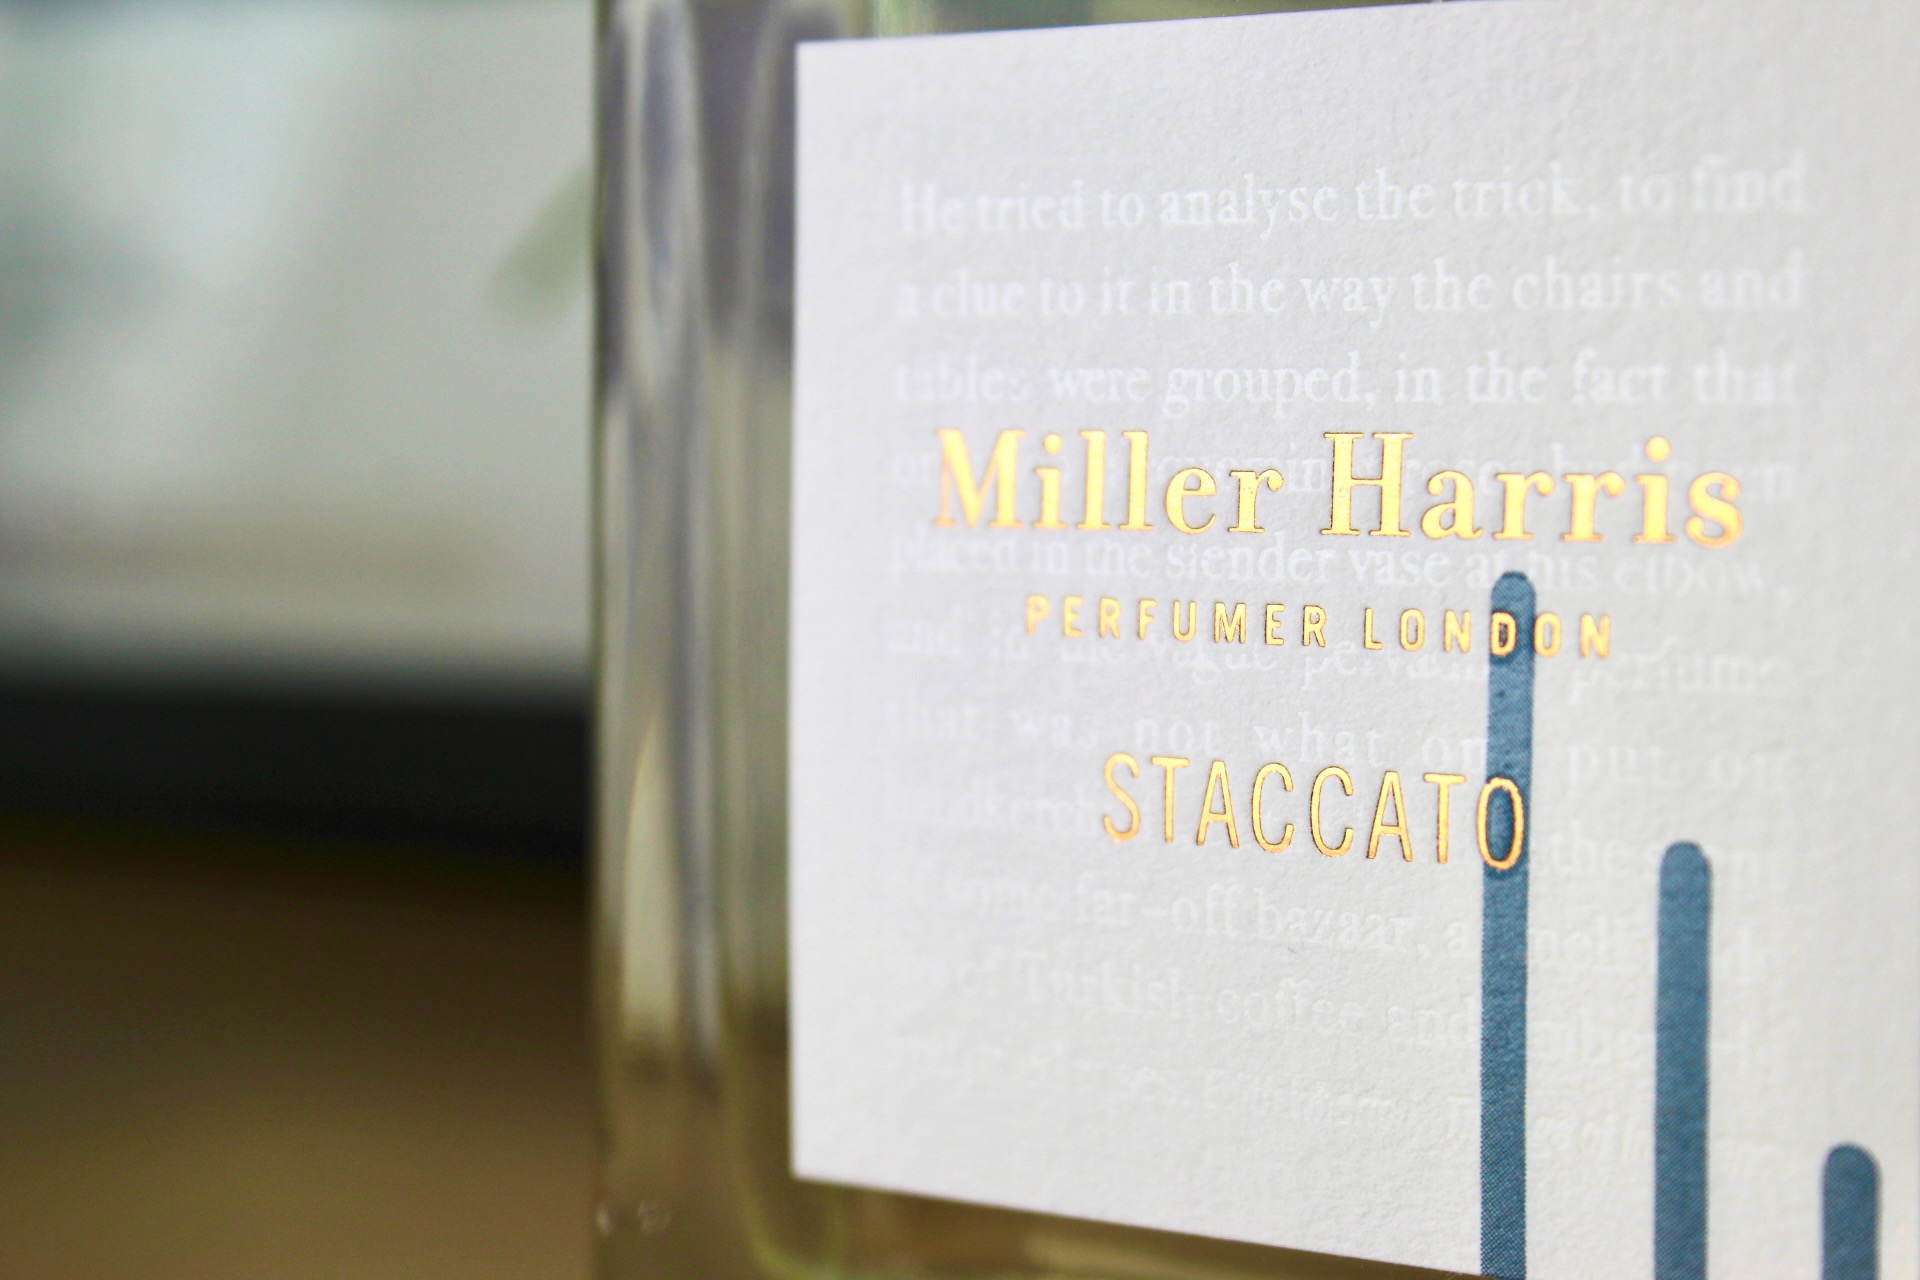 He tried to analyse the trick, to find
a clue to it in the way the chairs and
tables were grouped, in the fact that
Miller Harris
placed in the slender vase at his elbow,
PERFUMER LONDON
and in the vague pervading perfume
that was not what one put on
STACCATO
the scent
some far-off bazaar, a smell
Turkish coffee and